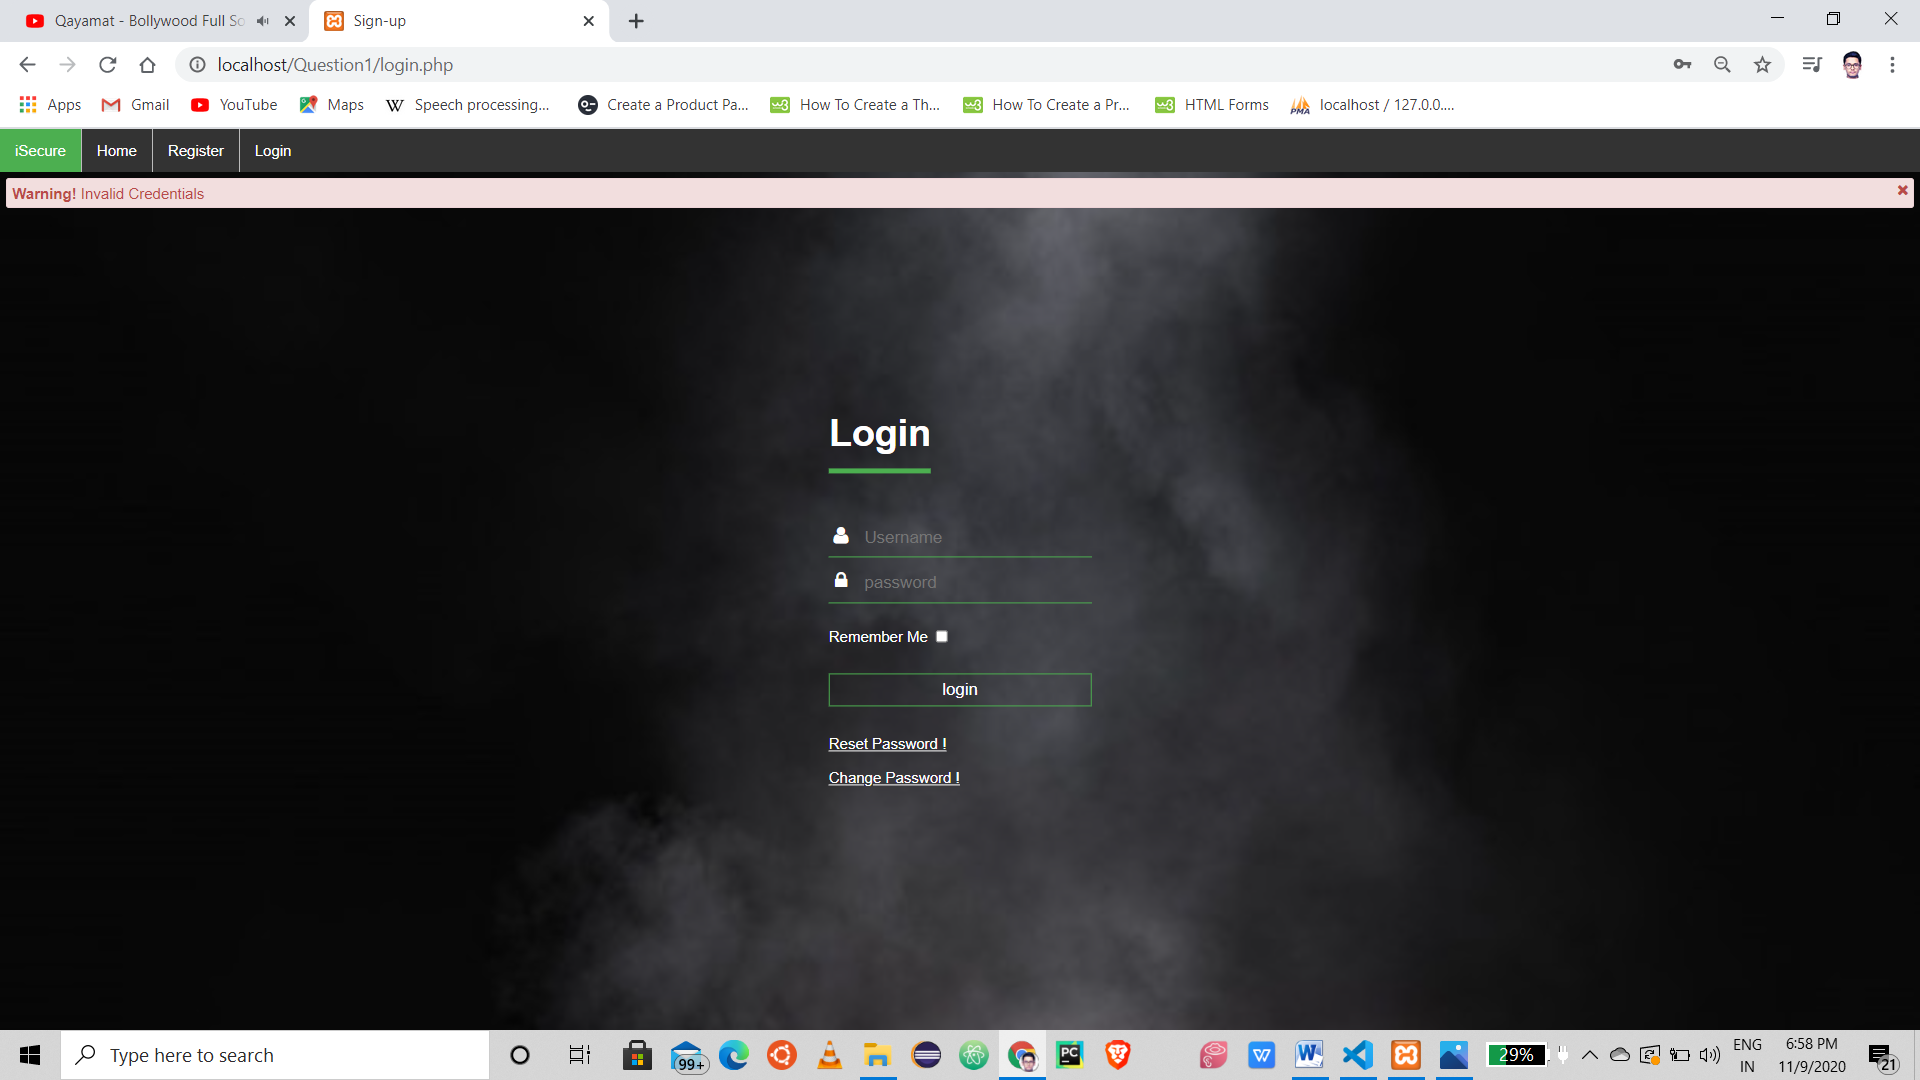 Qayamat - Bollywood Full So
Sign-up
localhost/Question1/login.php
Apps
Gmail
YouTube
Maps
W
Speech processing...
Create a Product Pa...
How To Create a Th...
How To Create a Pr...
HTML Forms
PMA
localhost / 127.0.0....
iSecure
Home
Register
Login
Warning! Invalid Credentials
Login
Username
password
Remember Me
login
Reset Password !
Change Password !
Type here to search
99+
PC
W
W
29%
ENG
IN
6:58 PM
11/9/2020
21